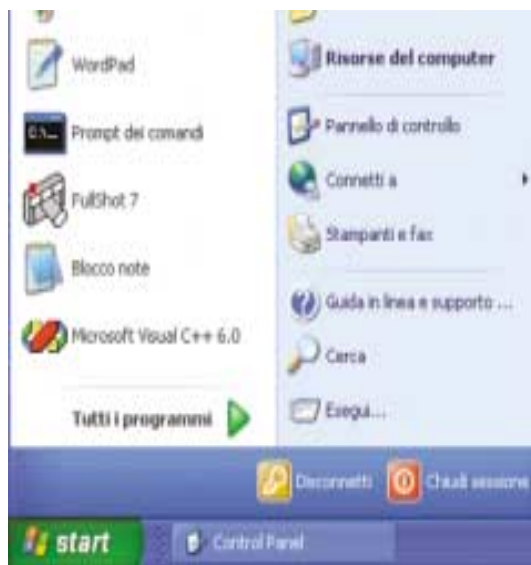 WordPad
Prompt dei comandi
FullShot 7
Blocco note
Microsoft Visual C++ 6.0
Tutti i programmi
Risorse del computer
Pannello di controllo
Connetti a
Stampanti e fax
Guida in linea e supporto ...
Cerca
Esegui...
Disconnetti
Chiudi sessione
start
Control Panel